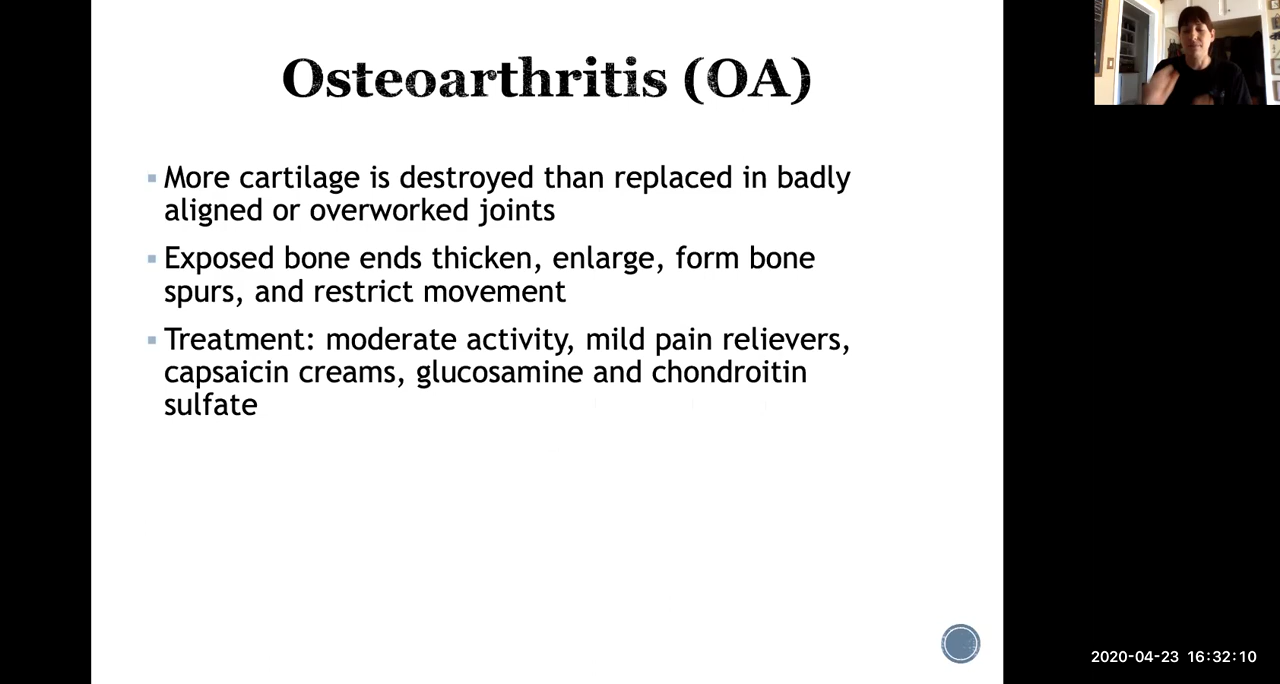 Osteoarthritis (OA)
More cartilage is destroyed than replaced in badly
aligned or overworked joints
Exposed bone ends thicken, enlarge, form bone
spurs, and restrict movement
Treatment: moderate activity, mild pain relievers,
capsaicin creams, glucosamine and chondroitin
sulfate
2020-04-23 16:32:10